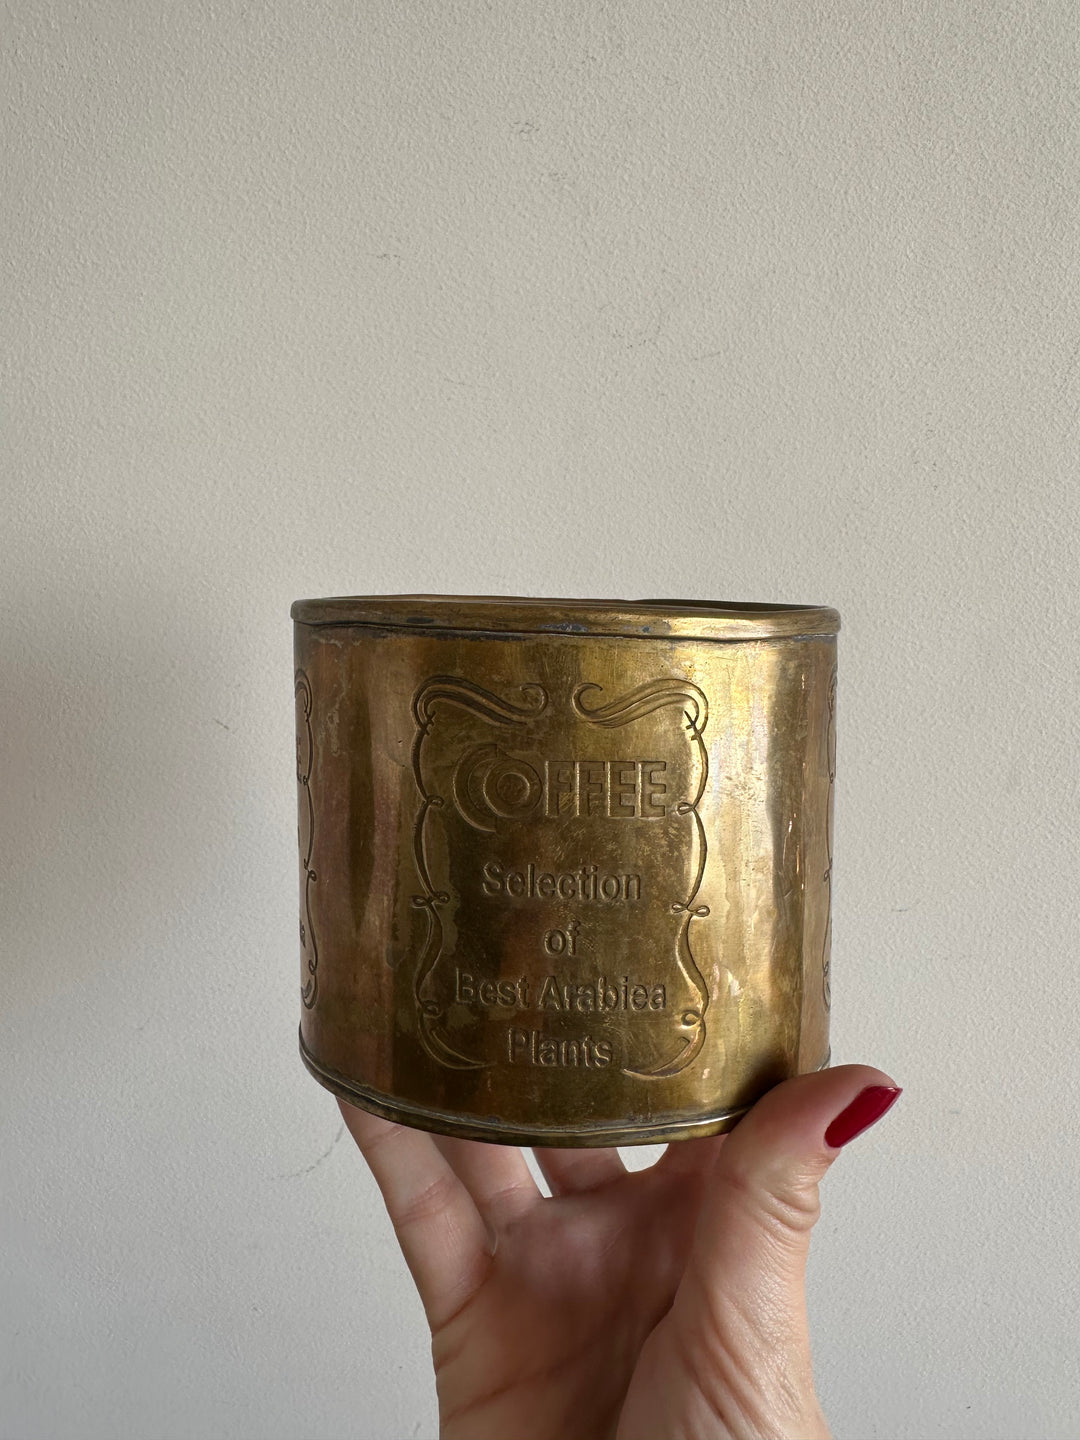 COFFEE
Selection
of
Best Arabiea
Plants